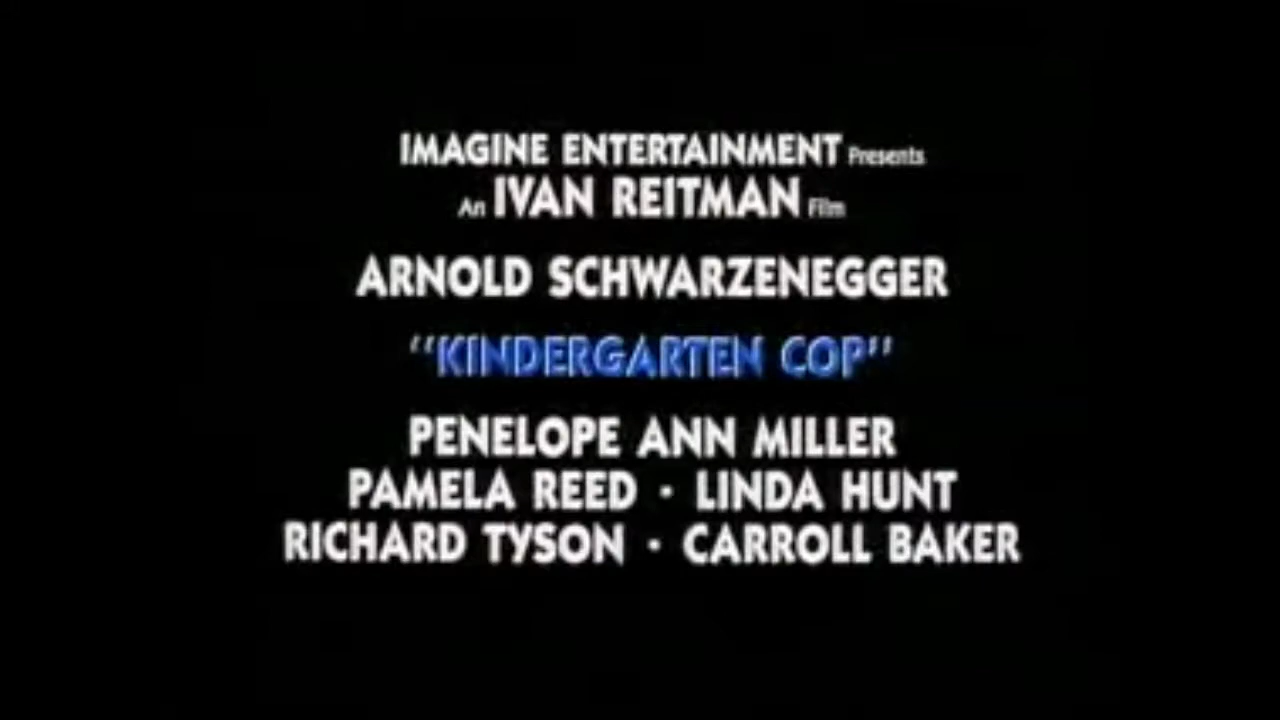 IMAGINE ENTERTAINMENT Presents
An IVAN REITMAN Film
ARNOLD SCHWARZENEGGER
"KINDERGARTEN COP"
PENELOPE ANN MILLER
PAMELA REED · LINDA HUNT
RICHARD TYSON · CARROLL BAKER